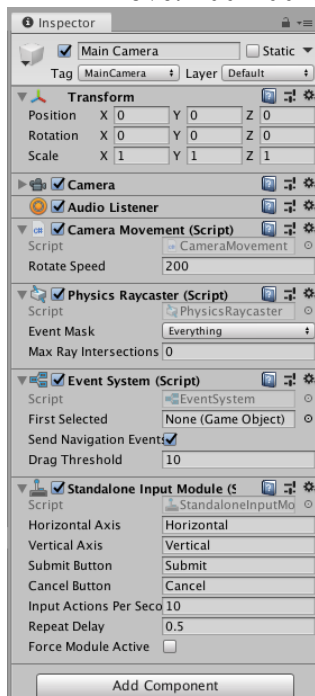 Inspector
Main Camera Static
Tag MainCamera Layer Default
Transform
Position X 0 Y 0 Z 0
Rotation X 0 Y 0 Z 0
Scale X 1 Y 1 Z 1
Camera
Audio Listener
Camera Movement (Script)
Script CameraMovement
Rotate Speed 200
Physics Raycaster (Script)
Script PhysicsRaycaster
Event Mask Everything
Max Ray Intersections 0
Event System (Script)
Script EventSystem
First Selected None (Game Object)
Send Navigation Events
Drag Threshold 10
Standalone Input Module (S
Script StandaloneInputMo
Horizontal Axis Horizontal
Vertical Axis Vertical
Submit Button Submit
Cancel Button Cancel
Input Actions Per Seco 10
Repeat Delay 0.5
Force Module Active
Add Component